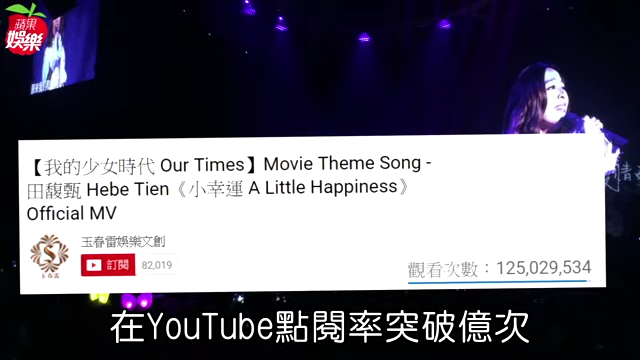 蘋果
娛樂
【我的少女時代 Our Times】Movie Theme Song -
田馥甄 Hebe Tien《小幸運 A Little Happiness》
Official MV
玉春雷娛樂文創
訂閱 82,019
觀看次數：125,029,534
在YouTube點閱率突破億次